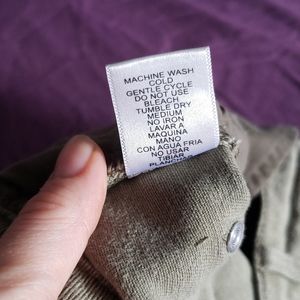 MACHINE WASH
COLD
GENTLE CYCLE
DO NOT USE
BLEACH
TUMBLE DRY
MEDIUM
NO IRON
LAVAR A
MAQUINA
MANO
CON AGUA FRIA
NO USAR
TIBIAR